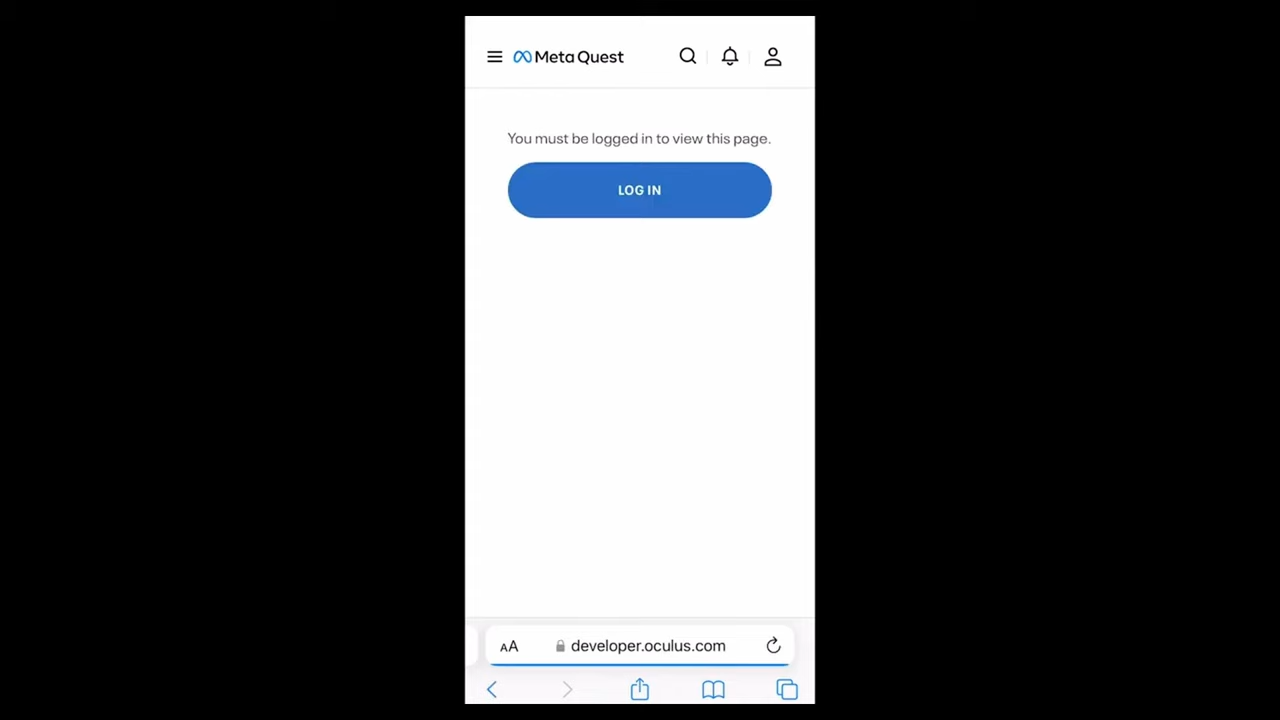 Meta Quest
You must be logged in to view this page.
LOG IN
AA developer.oculus.com